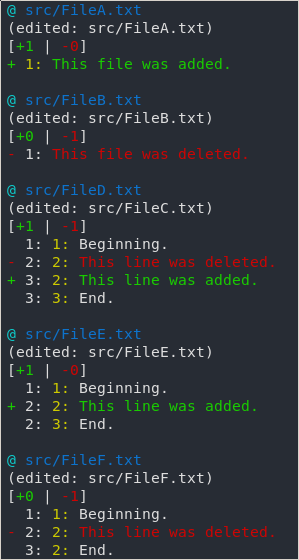 @ src/FileA.txt
(edited: src/FileA.txt)
[+1 | -0]
+ 1: This file was added.

@ src/FileB.txt
(edited: src/FileB.txt)
[+0 | -1]
- 1: This file was deleted.

@ src/FileD.txt
(edited: src/FileC.txt)
[+1 | -1]
  1: 1: Beginning.
- 2: 2: This line was deleted.
+ 3: 2: This line was added.
  3: 3: End.

@ src/FileE.txt
(edited: src/FileE.txt)
[+1 | -0]
  1: 1: Beginning.
+ 2: 2: This line was added.
  2: 3: End.

@ src/FileF.txt
(edited: src/FileF.txt)
[+0 | -1]
  1: 1: Beginning.
- 2: 2: This line was deleted.
  3: 2: End.